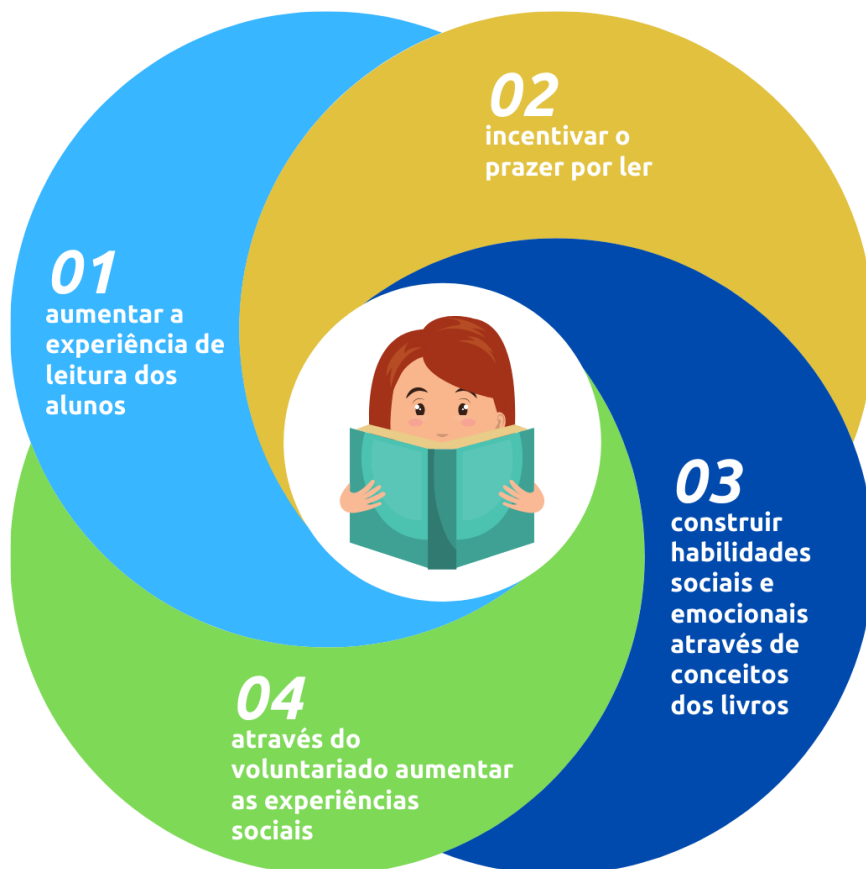 01
aumentar a
experiência de
leitura dos
alunos
02
incentivar o
prazer por ler
03
construir
habilidades
sociais e
emocionais
através de
conceitos
dos livros
04
através do
voluntariado aumentar
as experiências
sociais